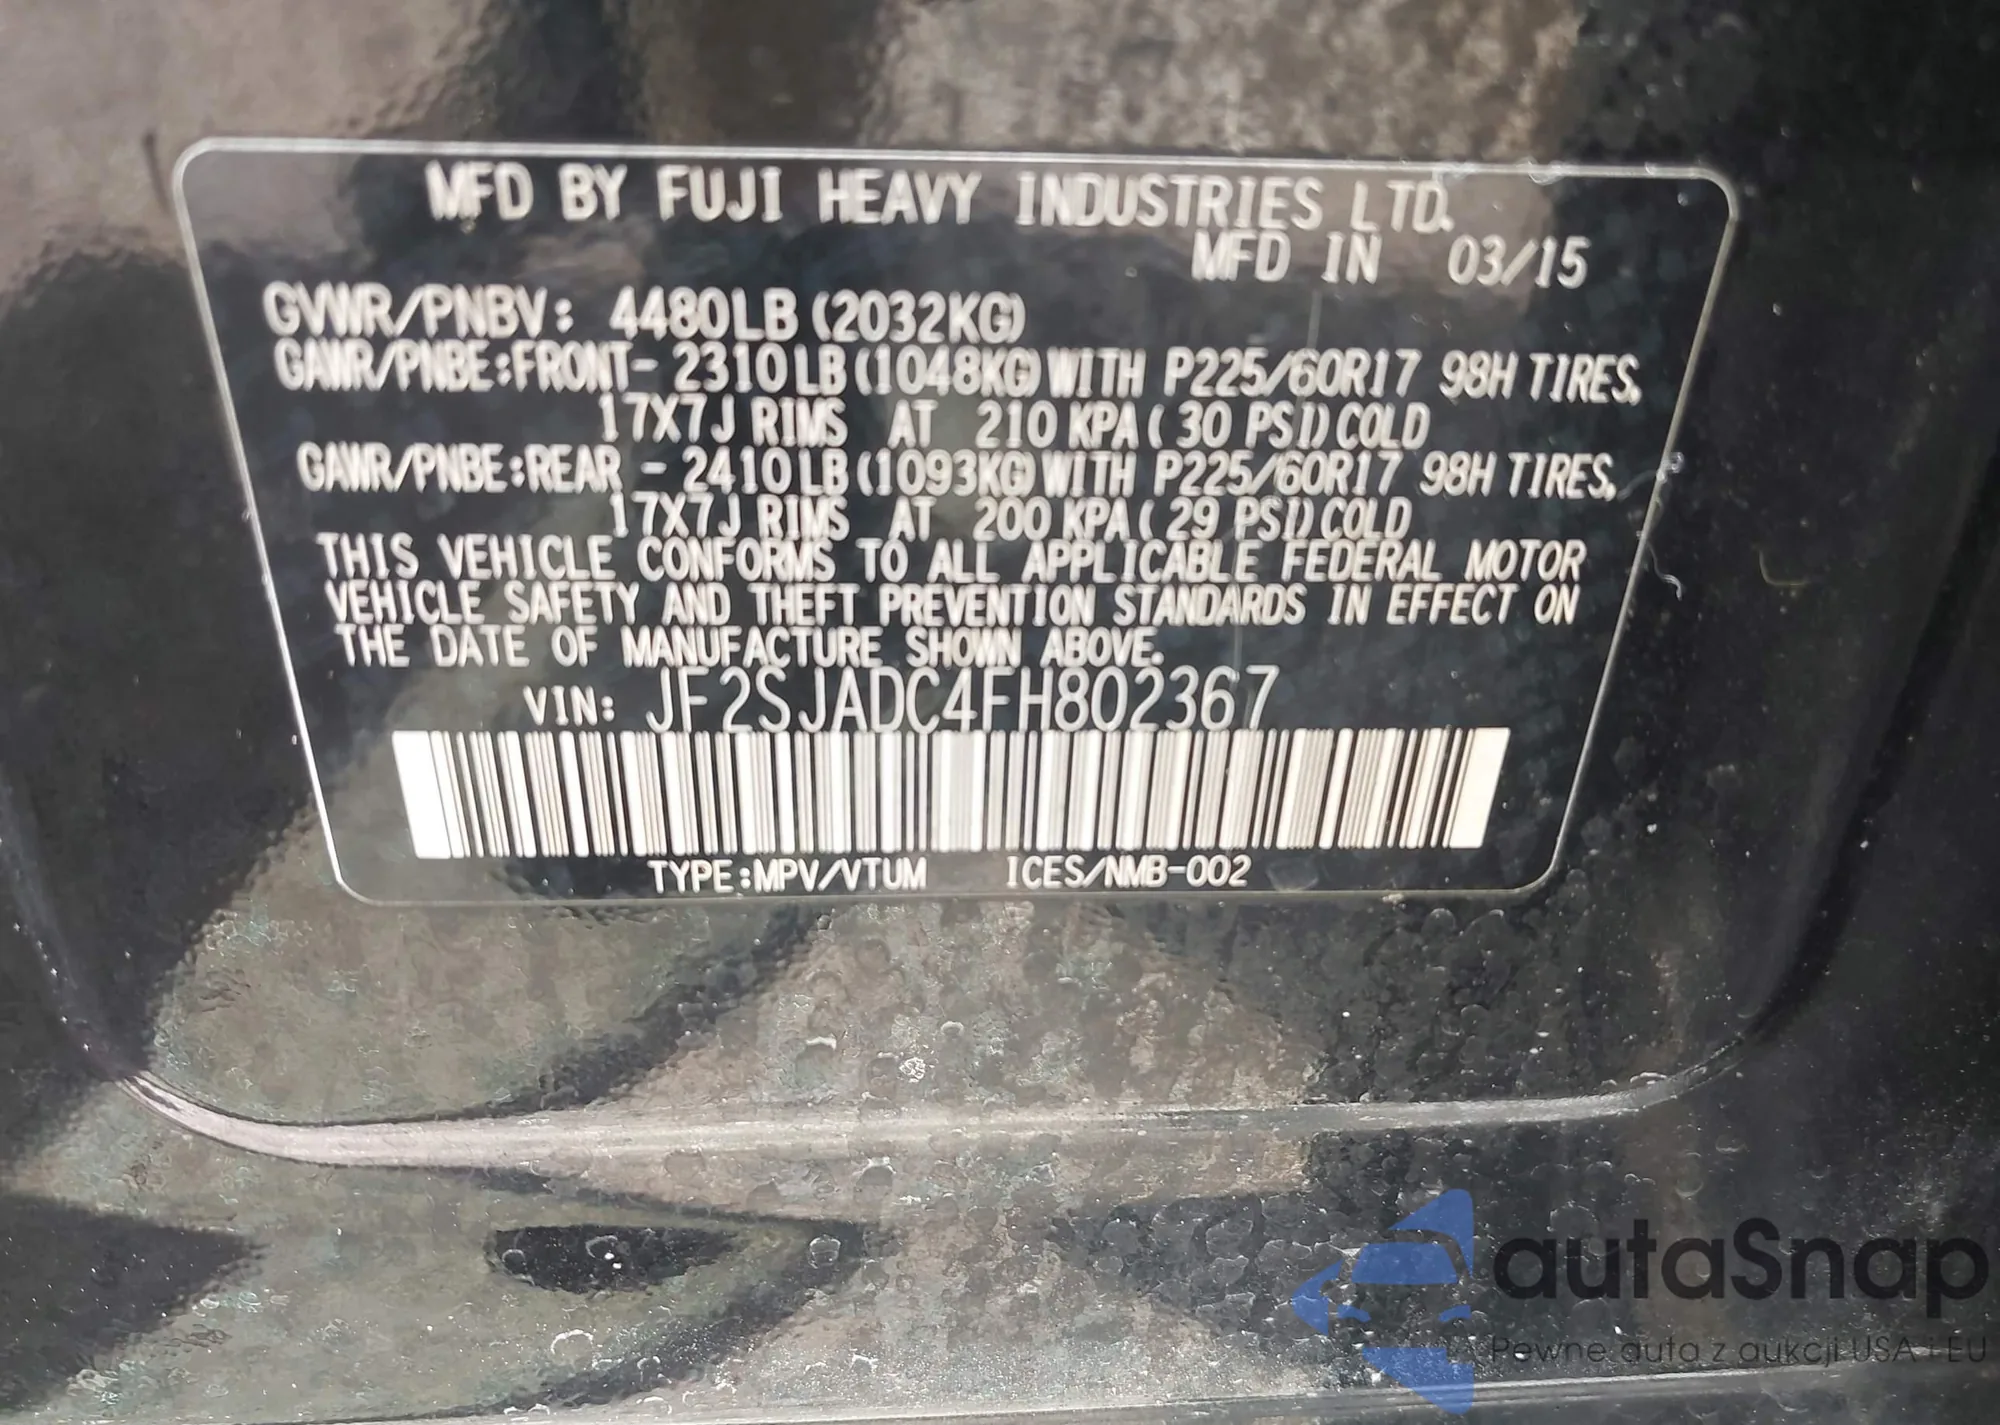 MFD BY FUJI HEAVY INDUSTRIES LTD.
MFD IN 03/15
GVWR/PNBV: 4480LB (2032KG)
GAWR/PNBE:FRONT- 2310LB(1048KG)WITH P225/60R17 98H TIRES,
17X7J RIMS AT 210 KPA( 30 PSI)COLD
GAWR/PNBE:REAR - 2410LB(1093KG)WITH P225/60R17 98H TIRES,
17X7J RIMS AT 200 KPA( 29 PSI)COLD
THIS VEHICLE CONFORMS TO ALL APPLICABLE FEDERAL MOTOR
VEHICLE SAFETY AND THEFT PREVENTION STANDARDS IN EFFECT ON
THE DATE OF MANUFACTURE SHOWN ABOVE.
VIN: JF2SJADC4FH802367
TYPE:MPV/VTUM ICES/NMB-002
autaSnap
Pewne auta z aukcji USA i EU